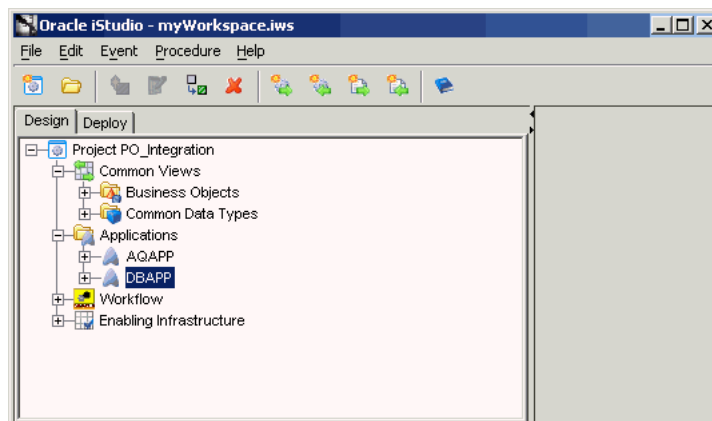 Oracle iStudio - myWorkspace.iws
File Edit Event Procedure Help
Design Deploy
Project PO_Integration
Common Views
Business Objects
Common Data Types
Applications
AQAPP
DBAPP
Workflow
Enabling Infrastructure